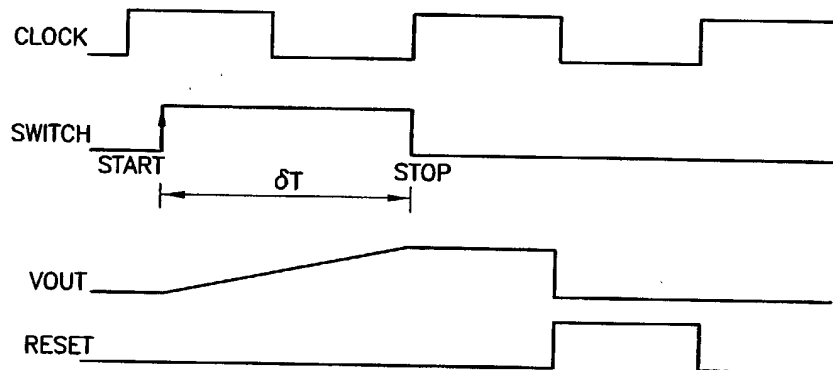 CLOCK
SWITCH
START
STOP
δT
VOUT
RESET